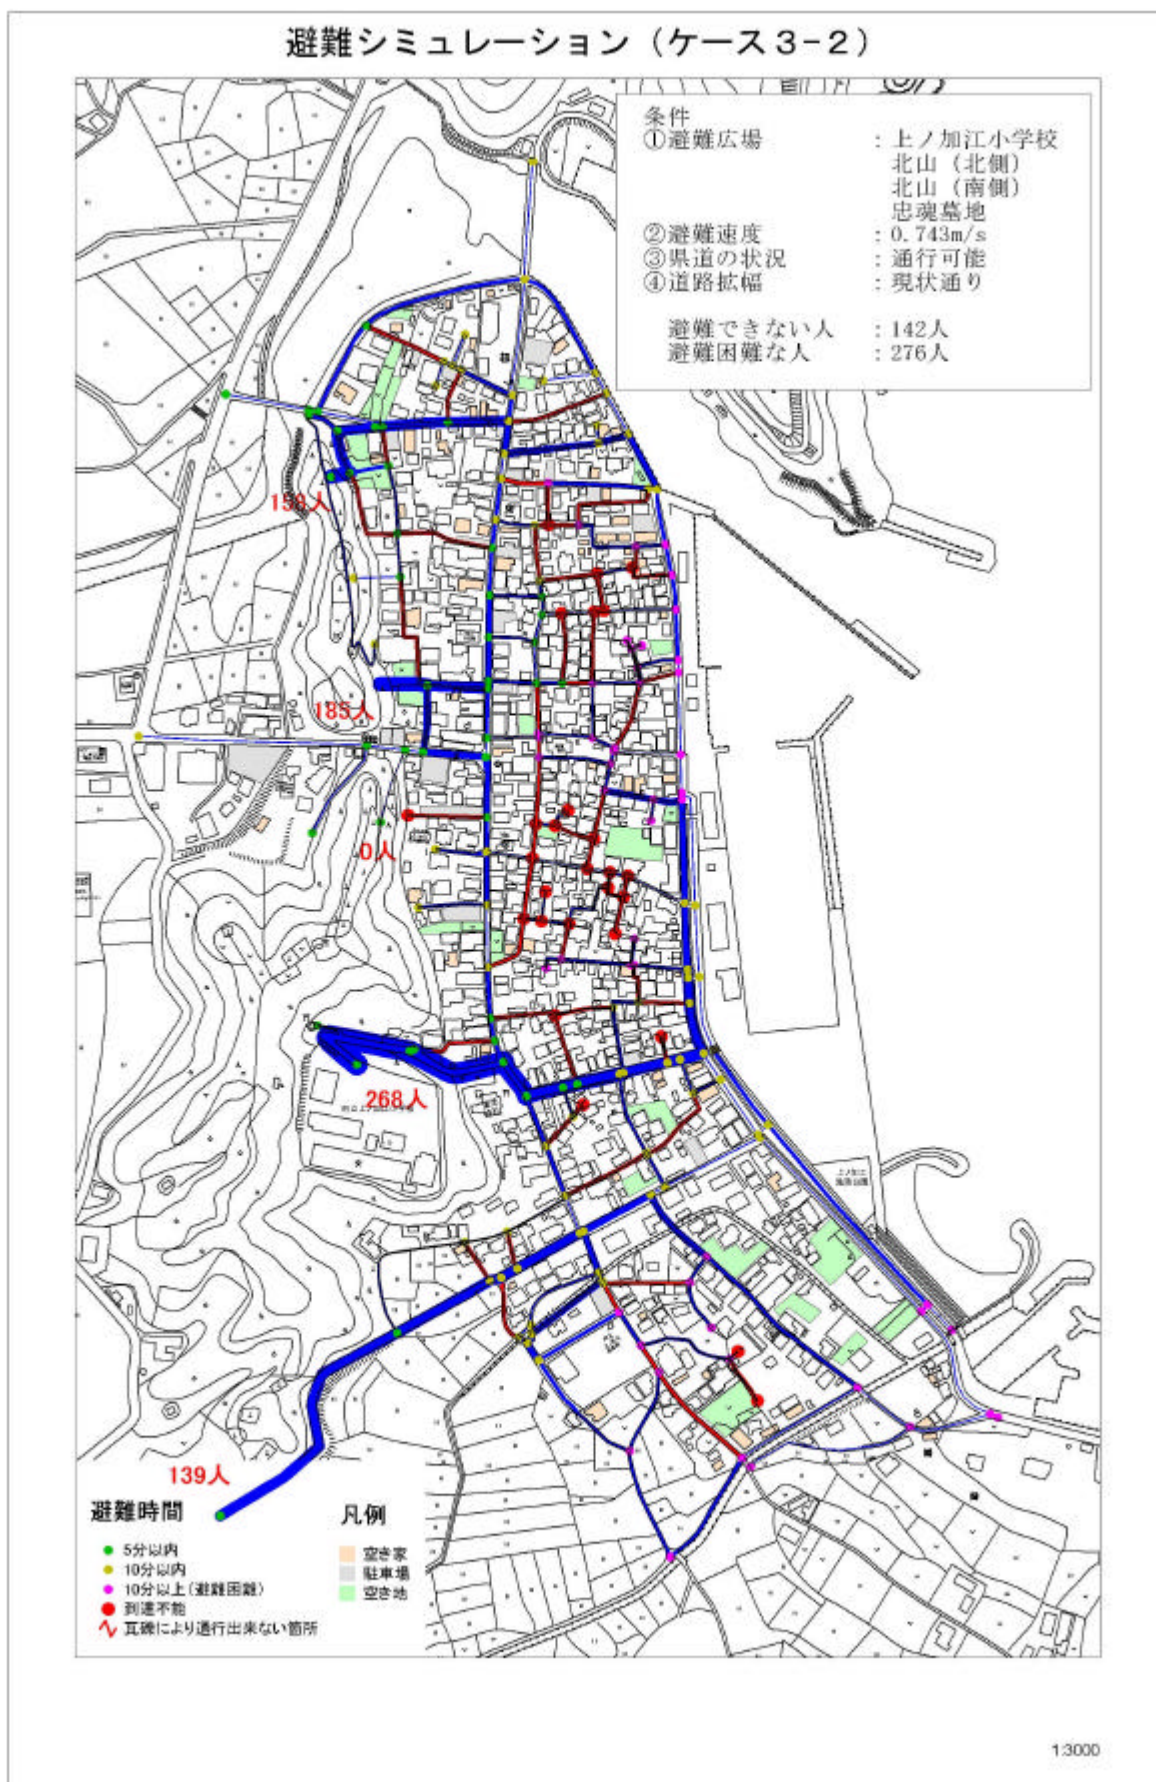 避難シミュレーション（ケース３－２）
条件
①避難広場　：上ノ加江小学校
北山（北側）
北山（南側）
忠魂墓地
②避難速度　：0.743m/s
③県道の状況　：通行可能
④道路拡幅　：現状通り
避難できない人　：142人
避難困難な人　：276人
158人
185人
0人
268人
139人
避難時間
5分以内
10分以内
10分以上(避難困難)
到達不能
瓦礫により通行出来ない箇所
凡例
空き家
駐車場
空き地
1:3000